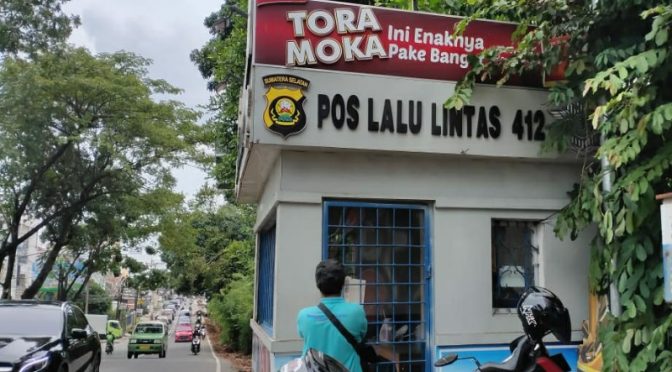 TORA
MOKA
Ini Enaknya
Pake Bang
SUMATERA SELATAN
POS LALU LINTAS 412